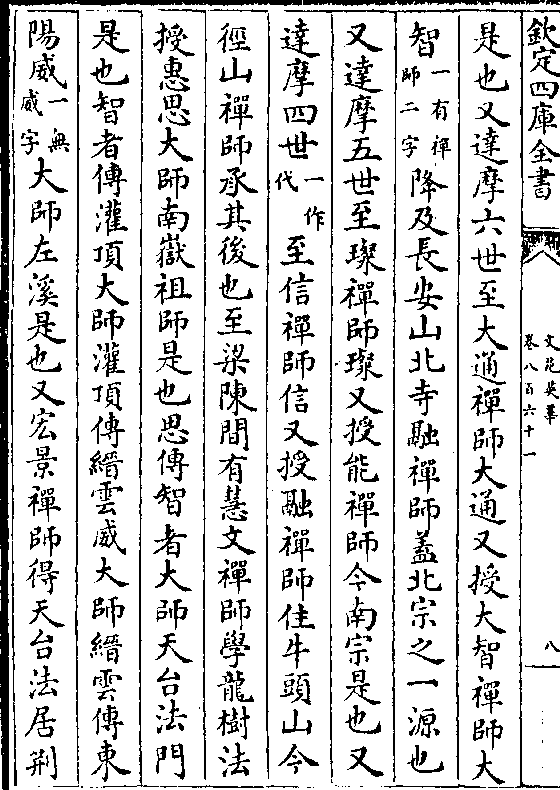 欽定四庫全書
文苑英華
卷八百六十一
八
是也又達摩六世至大通禪師大通又授大智禪師大
智一有禪師二字降及長安山北寺融禪師蓋北宗之一源也
又達摩五世至璨禪師璨又授能禪師今南宗是也又
達摩四世一作代至信禪師信又授融禪師住牛頭山今
徑山禪師承其後也至梁陳間有慧文禪師學龍樹法
授惠思大師南嶽祖師是也思傳智者大師天台法門
是也智者傳灌頂大師灌頂傳縉雲威大師縉雲傳東
陽威一無威字大師左溪是也又宏景禪師得天台法居荆